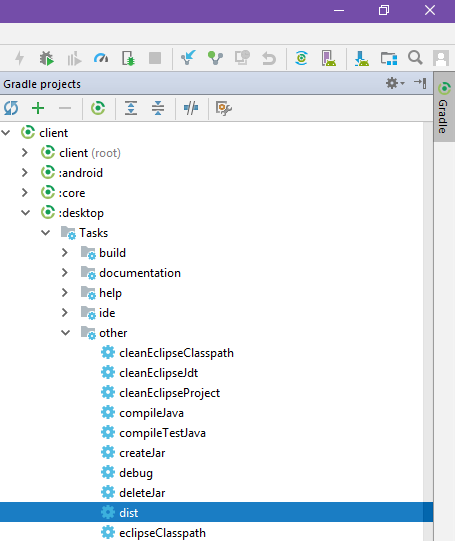 Gradle projects
Gradle
client
client (root)
:android
:core
:desktop
Tasks
build
documentation
help
ide
other
cleanEclipseClasspath
cleanEclipseJdt
cleanEclipseProject
compileJava
compileTestJava
createJar
debug
deleteJar
dist
eclipseClasspath